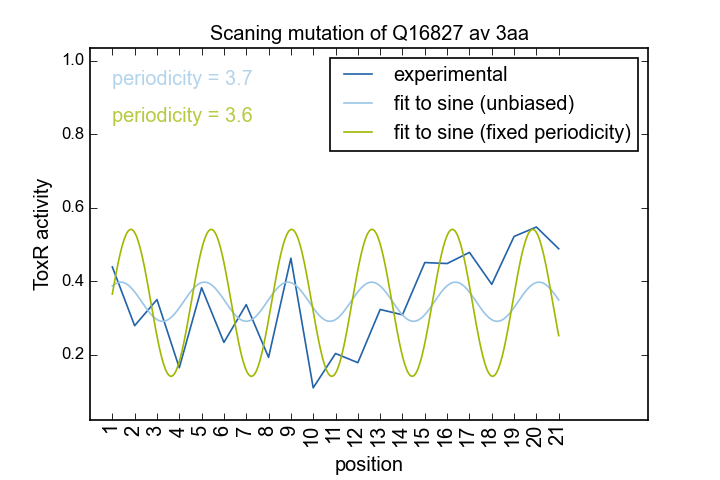 Scaning mutation of Q16827 av 3aa
periodicity = 3.7
periodicity = 3.6
experimental
fit to sine (unbiased)
fit to sine (fixed periodicity)
ToxR activity
1.0
0.8
0.6
0.4
0.2
1 2 3 4 5 6 7 8 9 10 11 12 13 14 15 16 17 18 19 20 21
position